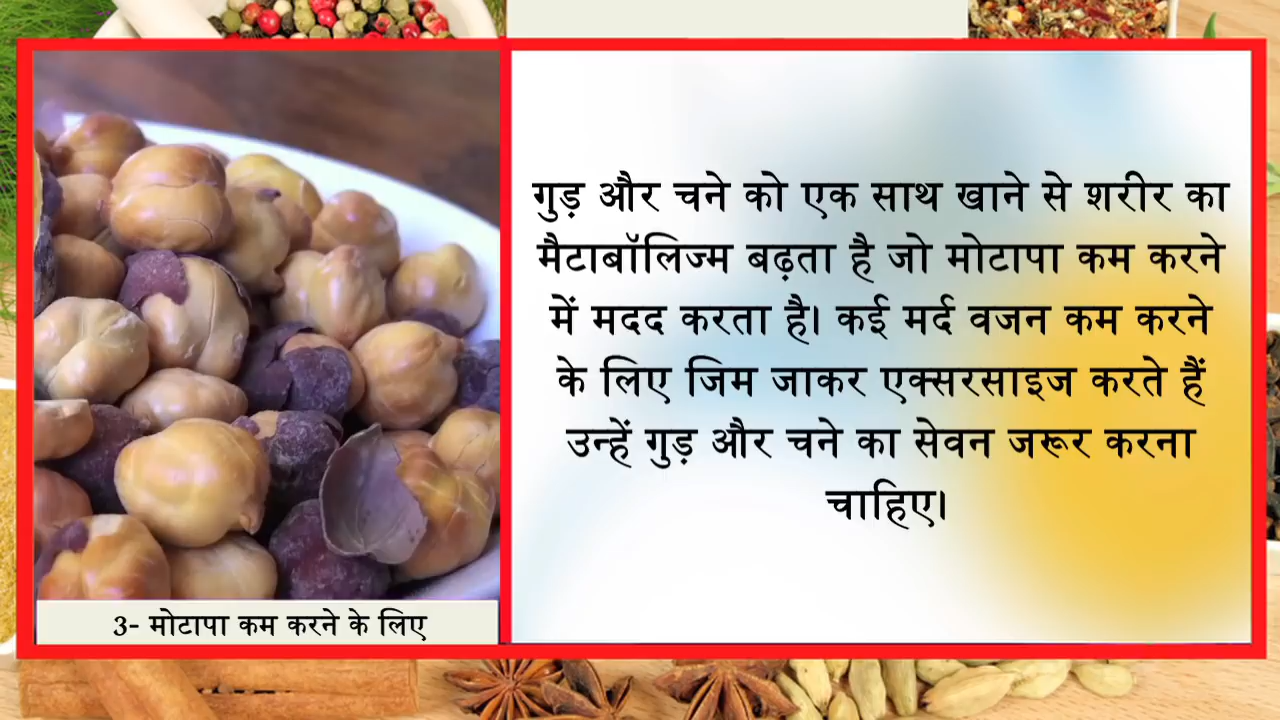 गुड़ और चने को एक साथ खाने से शरीर का
मैटाबॉलिज्म बढ़ता है जो मोटापा कम करने
में मदद करता है। कई मर्द वजन कम करने
के लिए जिम जाकर एक्सरसाइज करते हैं
उन्हें गुड़ और चने का सेवन जरूर करना
चाहिए।
3- मोटापा कम करने के लिए